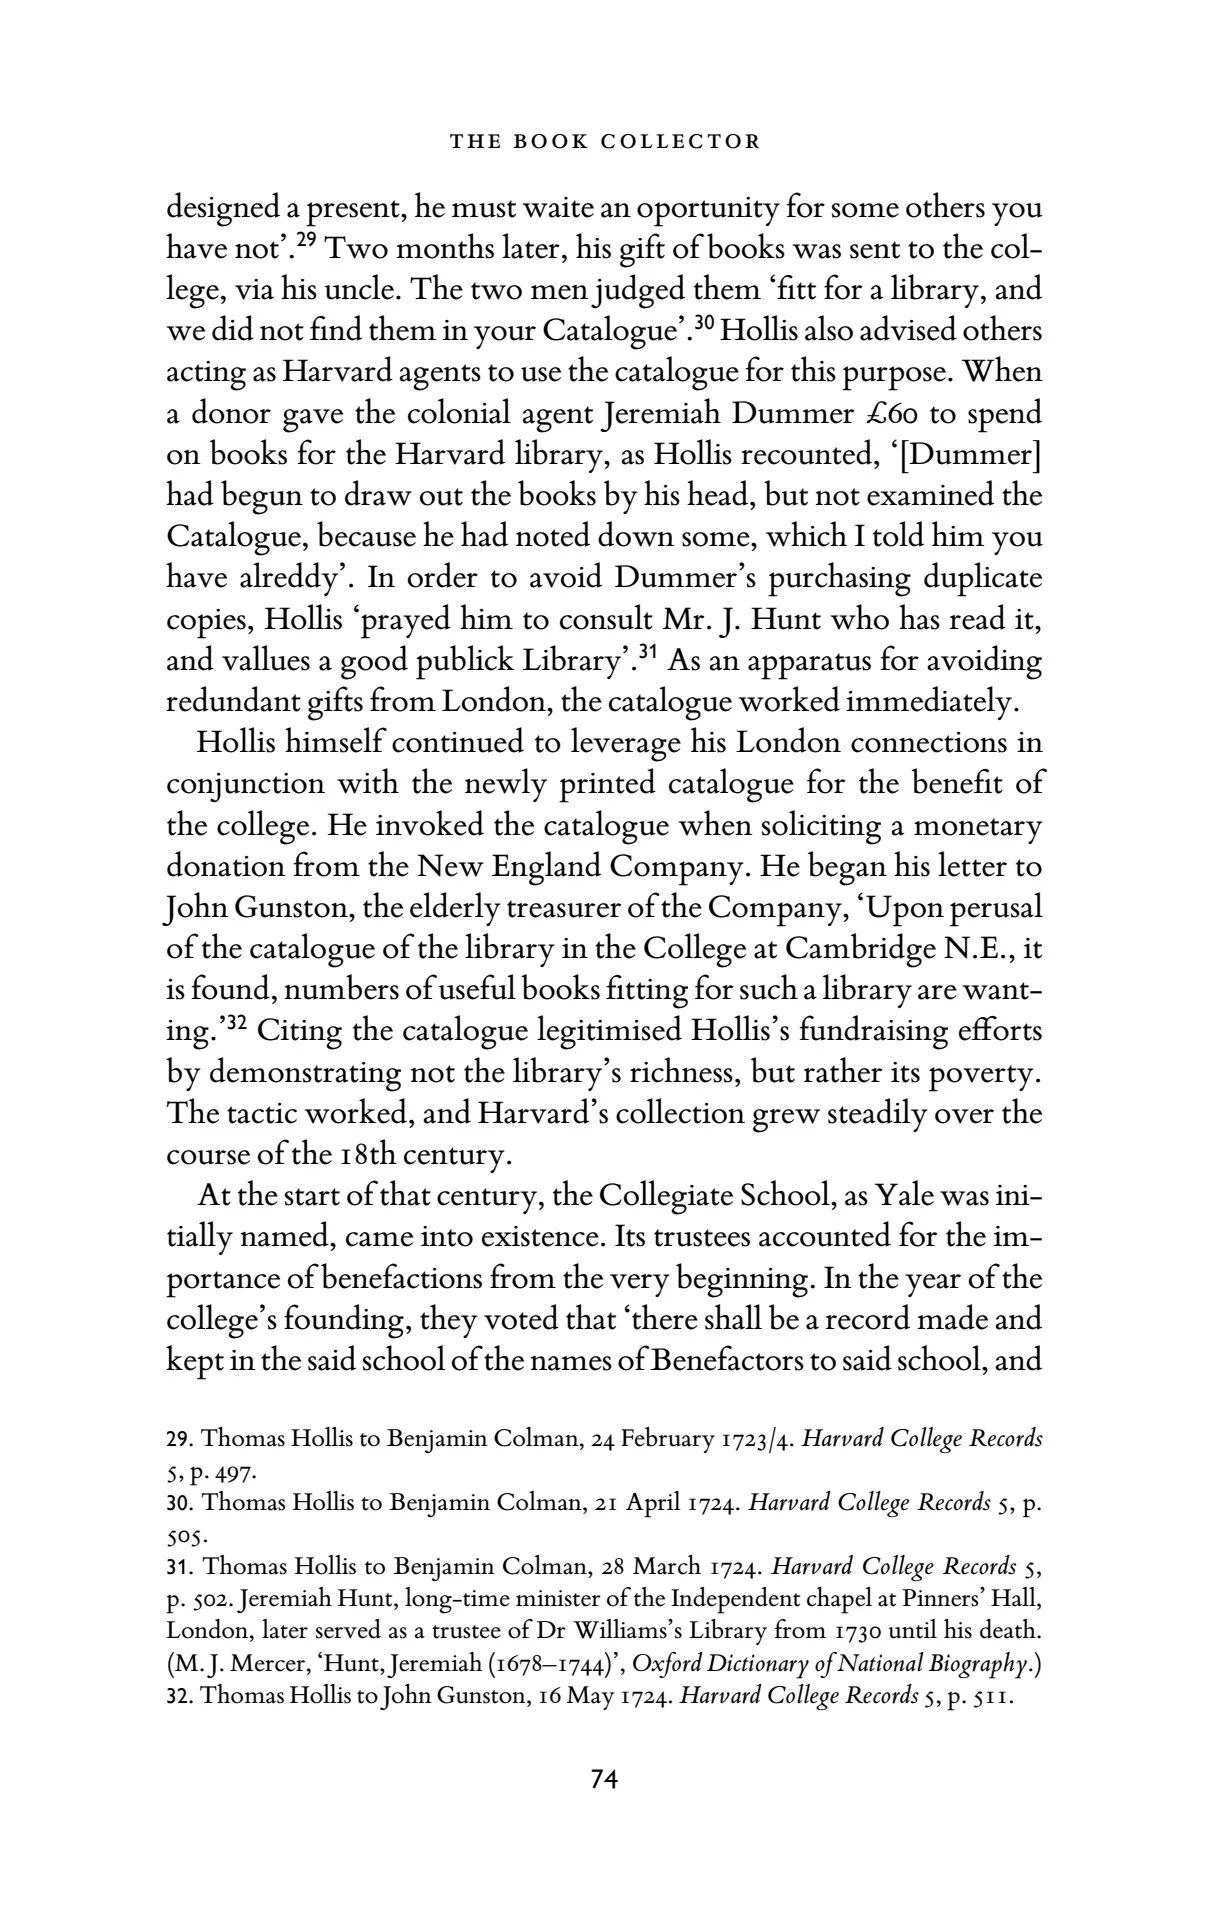 THE BOOK COLLECTOR
designed a present, he must waite an oportunity for some others you
have not’.29 Two months later, his gift of books was sent to the col-
lege, via his uncle. The two men judged them ‘fitt for a library, and
we did not find them in your Catalogue’.30 Hollis also advised others
acting as Harvard agents to use the catalogue for this purpose. When
a donor gave the colonial agent Jeremiah Dummer £60 to spend
on books for the Harvard library, as Hollis recounted, ‘[Dummer]
had begun to draw out the books by his head, but not examined the
Catalogue, because he had noted down some, which I told him you
have alreddy’. In order to avoid Dummer’s purchasing duplicate
copies, Hollis ‘prayed him to consult Mr. J. Hunt who has read it,
and vallues a good publick Library’.31 As an apparatus for avoiding
redundant gifts from London, the catalogue worked immediately.
Hollis himself continued to leverage his London connections in
conjunction with the newly printed catalogue for the benefit of
the college. He invoked the catalogue when soliciting a monetary
donation from the New England Company. He began his letter to
John Gunston, the elderly treasurer of the Company, ‘Upon perusal
of the catalogue of the library in the College at Cambridge N.E., it
is found, numbers of useful books fitting for such a library are want-
ing.’32 Citing the catalogue legitimised Hollis’s fundraising efforts
by demonstrating not the library’s richness, but rather its poverty.
The tactic worked, and Harvard’s collection grew steadily over the
course of the 18th century.
At the start of that century, the Collegiate School, as Yale was ini-
tially named, came into existence. Its trustees accounted for the im-
portance of benefactions from the very beginning. In the year of the
college’s founding, they voted that ‘there shall be a record made and
kept in the said school of the names of Benefactors to said school, and
29. Thomas Hollis to Benjamin Colman, 24 February 1723/4. Harvard College Records
5, p. 497.
30. Thomas Hollis to Benjamin Colman, 21 April 1724. Harvard College Records 5, p.
505.
31. Thomas Hollis to Benjamin Colman, 28 March 1724. Harvard College Records 5,
p. 502. Jeremiah Hunt, long-time minister of the Independent chapel at Pinners’ Hall,
London, later served as a trustee of Dr Williams’s Library from 1730 until his death.
(M. J. Mercer, ‘Hunt, Jeremiah (1678–1744)’, Oxford Dictionary of National Biography.)
32. Thomas Hollis to John Gunston, 16 May 1724. Harvard College Records 5, p. 511.
74